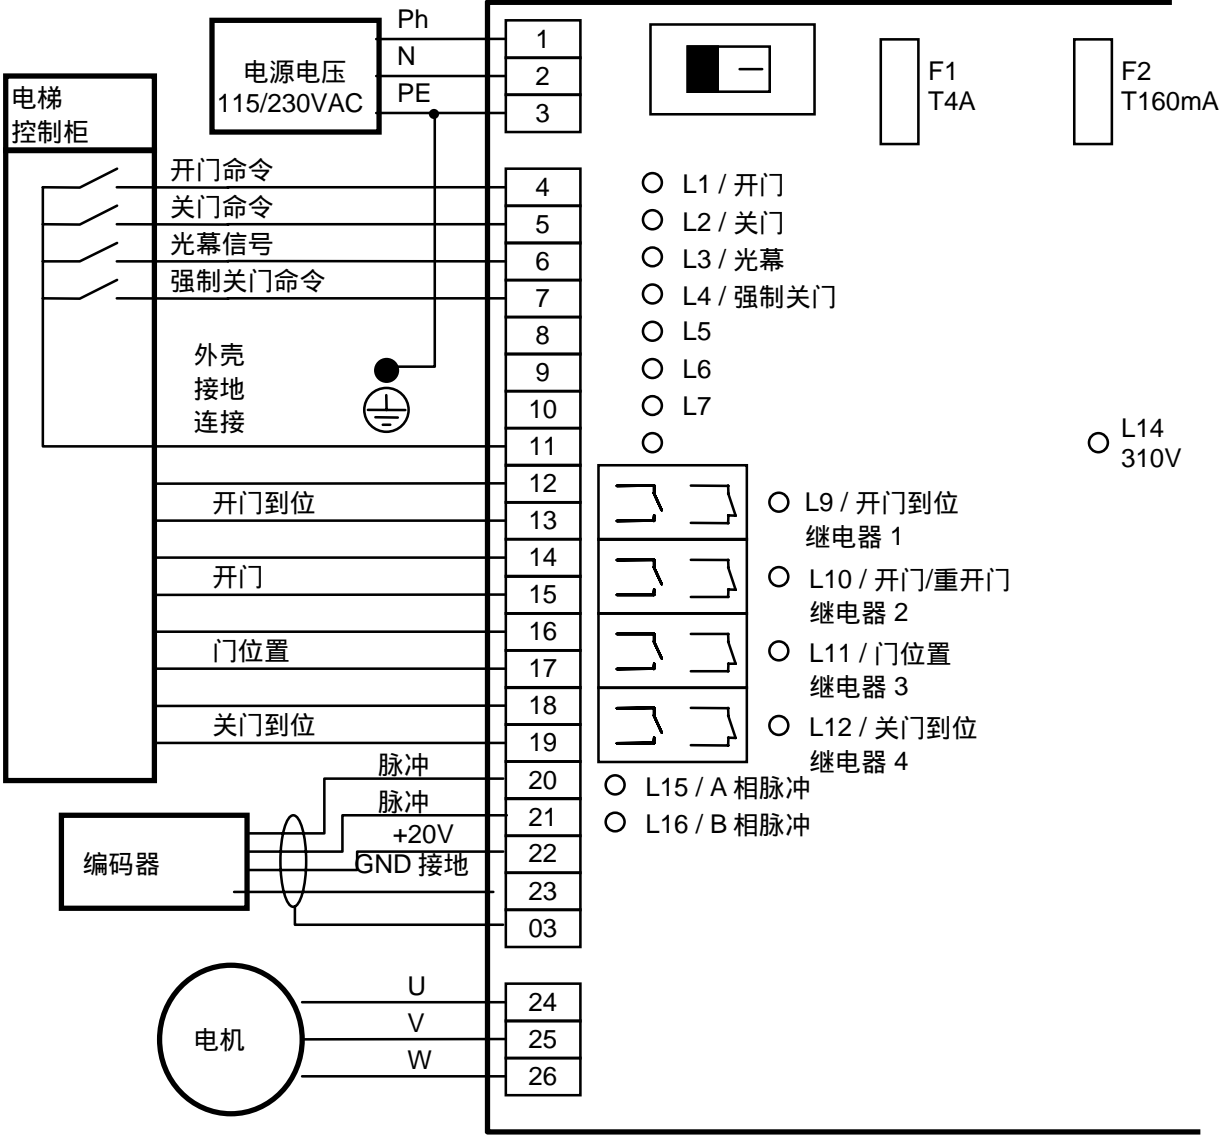 电源电压
115/230VAC
Ph
N
PE
1
2
3
F1
T4A
F2
T160mA
电梯
控制柜
开门命令
关门命令
光幕信号
强制关门命令
4
5
6
7
8
9
10
11
12
13
14
15
16
17
18
19
20
21
22
23
03
L1 / 开门
L2 / 关门
L3 / 光幕
L4 / 强制关门
L5
L6
L7
L14
310V
外壳
接地
连接
开门到位
开门
门位置
关门到位
L9 / 开门到位
继电器 1
L10 / 开门/重开门
继电器 2
L11 / 门位置
继电器 3
L12 / 关门到位
继电器 4
L15 / A 相脉冲
L16 / B 相脉冲
脉冲
脉冲
+20V
GND 接地
编码器
电机
U
V
W
24
25
26